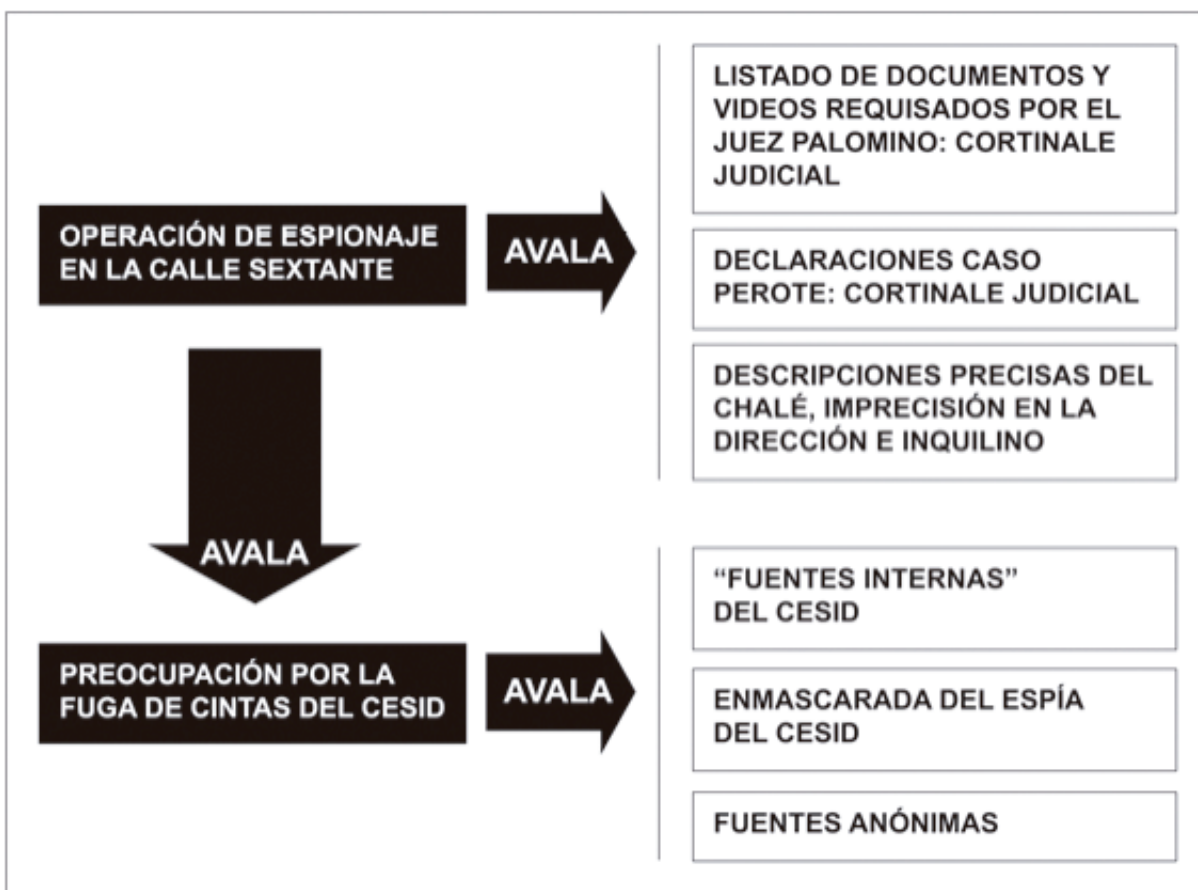 OPERACIÓN DE ESPIONAJE
EN LA CALLE SEXTANTE
AVALA
LISTADO DE DOCUMENTOS Y
VIDEOS REQUISADOS POR EL
JUEZ PALOMINO: CORTINALE
JUDICIAL
DECLARACIONES CASO
PEROTE: CORTINALE JUDICIAL
DESCRIPCIONES PRECISAS DEL
CHALÉ, IMPRECISIÓN EN LA
DIRECCIÓN E INQUILINO
AVALA
PREOCUPACIÓN POR LA
FUGA DE CINTAS DEL CESID
AVALA
“FUENTES INTERNAS”
DEL CESID
ENMASCARADA DEL ESPÍA
DEL CESID
FUENTES ANÓNIMAS